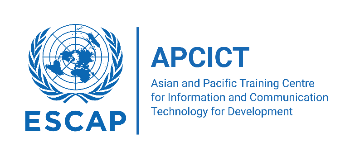 ESCAP
APCICT
Asian and Pacific Training Centre
for Information and Communication
Technology for Development